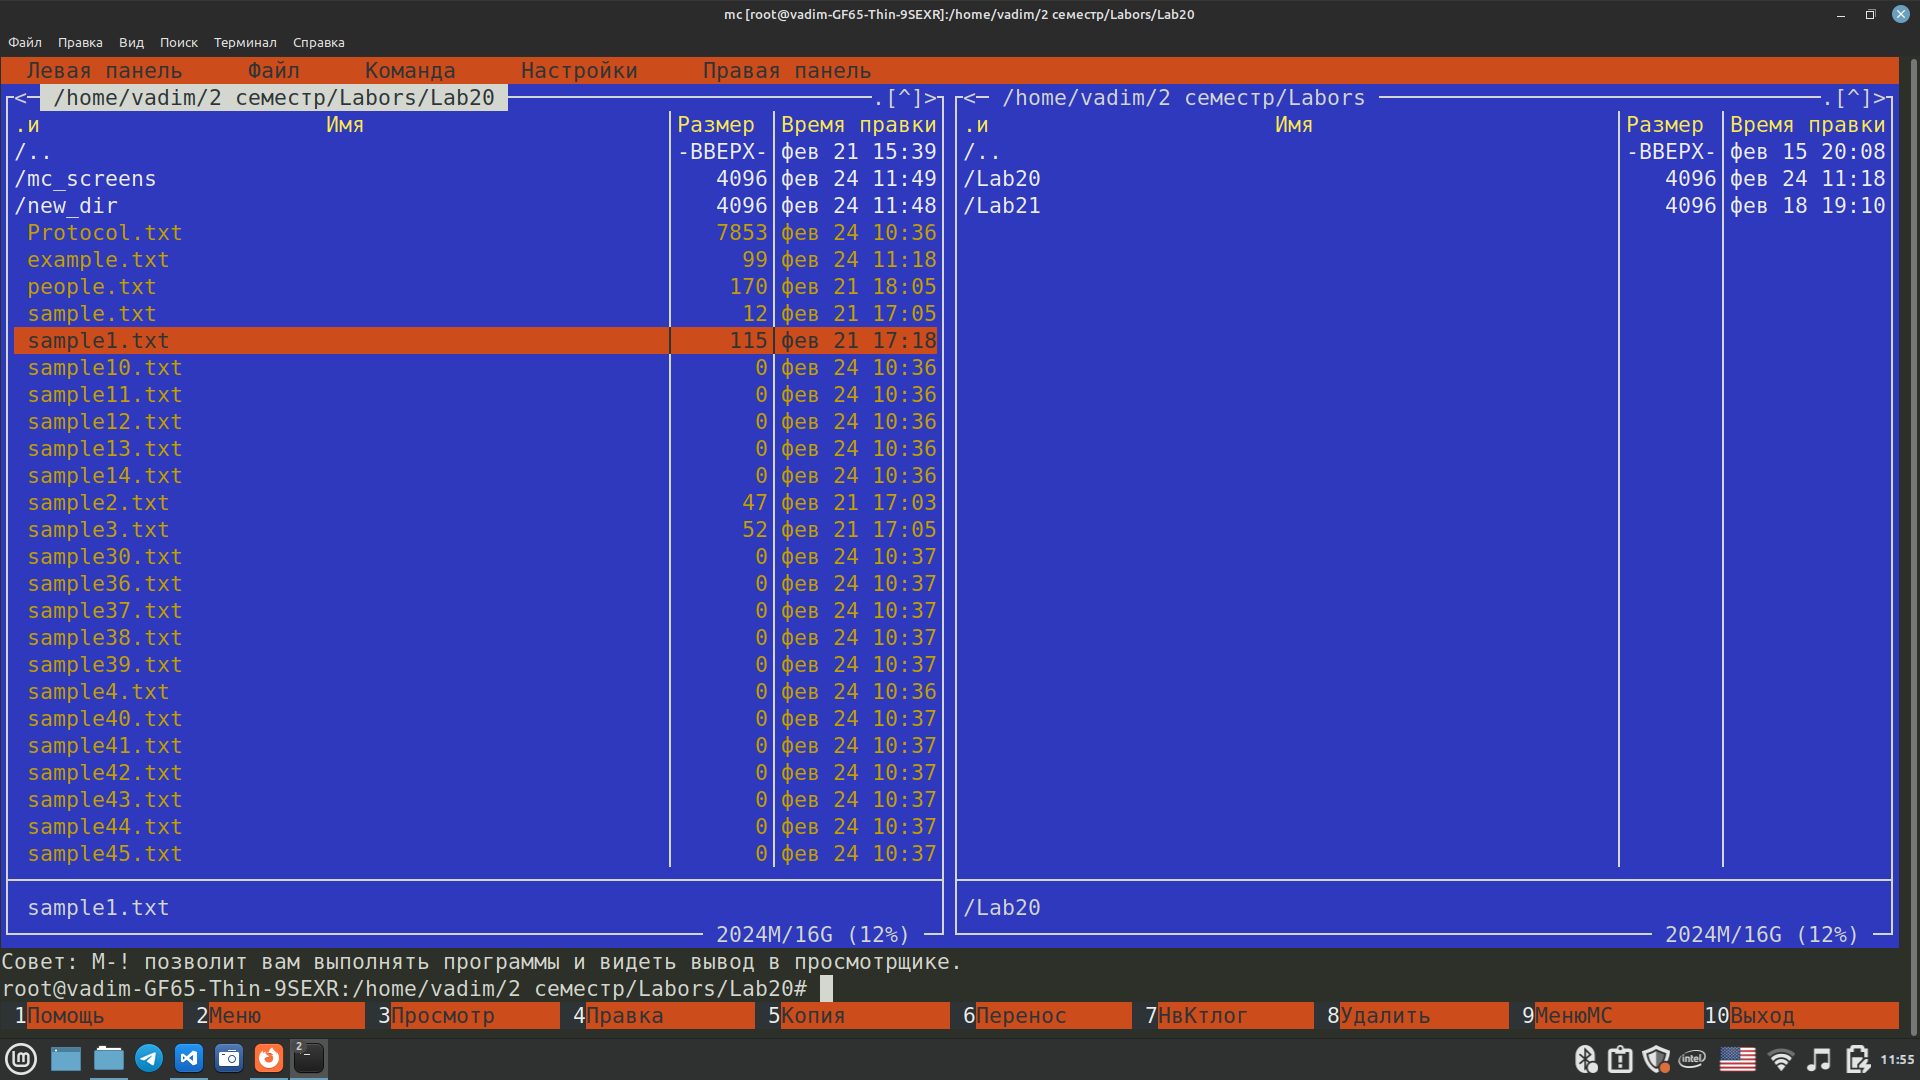 mc [root@vadim-GF65-Thin-9SEXR]:/home/vadim/2 семестр/Labors/Lab20
Файл Правка Вид Поиск Терминал Справка
Левая панель Файл Команда Настройки Правая панель
<─ /home/vadim/2 семестр/Labors/Lab20 .[^]> <─ /home/vadim/2 семестр/Labors .[^]>
.и Имя Размер Время правки .и Имя Размер Время правки
/.. -ВВЕРХ- фев 21 15:39 /.. -ВВЕРХ- фев 15 20:08
/mc_screens 4096 фев 24 11:49 /Lab20 4096 фев 24 11:18
/new_dir 4096 фев 24 11:48 /Lab21 4096 фев 18 19:10
Protocol.txt 7853 фев 24 10:36
example.txt 99 фев 24 11:18
people.txt 170 фев 21 18:05
sample.txt 12 фев 21 17:05
sample1.txt 115 фев 21 17:18
sample10.txt 0 фев 24 10:36
sample11.txt 0 фев 24 10:36
sample12.txt 0 фев 24 10:36
sample13.txt 0 фев 24 10:36
sample14.txt 0 фев 24 10:36
sample2.txt 47 фев 21 17:03
sample3.txt 52 фев 21 17:05
sample30.txt 0 фев 24 10:37
sample36.txt 0 фев 24 10:37
sample37.txt 0 фев 24 10:37
sample38.txt 0 фев 24 10:37
sample39.txt 0 фев 24 10:37
sample4.txt 0 фев 24 10:36
sample40.txt 0 фев 24 10:37
sample41.txt 0 фев 24 10:37
sample42.txt 0 фев 24 10:37
sample43.txt 0 фев 24 10:37
sample44.txt 0 фев 24 10:37
sample45.txt 0 фев 24 10:37
sample1.txt /Lab20
2024M/16G (12%) 2024M/16G (12%)
Совет: M-! позволит вам выполнять программы и видеть вывод в просмотрщике.
root@vadim-GF65-Thin-9SEXR:/home/vadim/2 семестр/Labors/Lab20#
1Помощь 2Меню 3Просмотр 4Правка 5Копия 6Перенос 7НвКтлог 8Удалить 9МенюМС 10Выход
2 intel 11:55